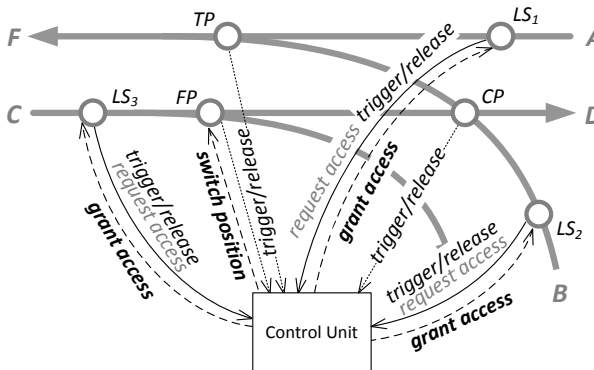 TP
LS1
F
A
C
LS3
FP
CP
D
trigger/release
request access
grant access
switch position
trigger/release
request access
trigger/release
grant access
trigger/release
trigger/release
request access
grant access
LS2
B
Control Unit